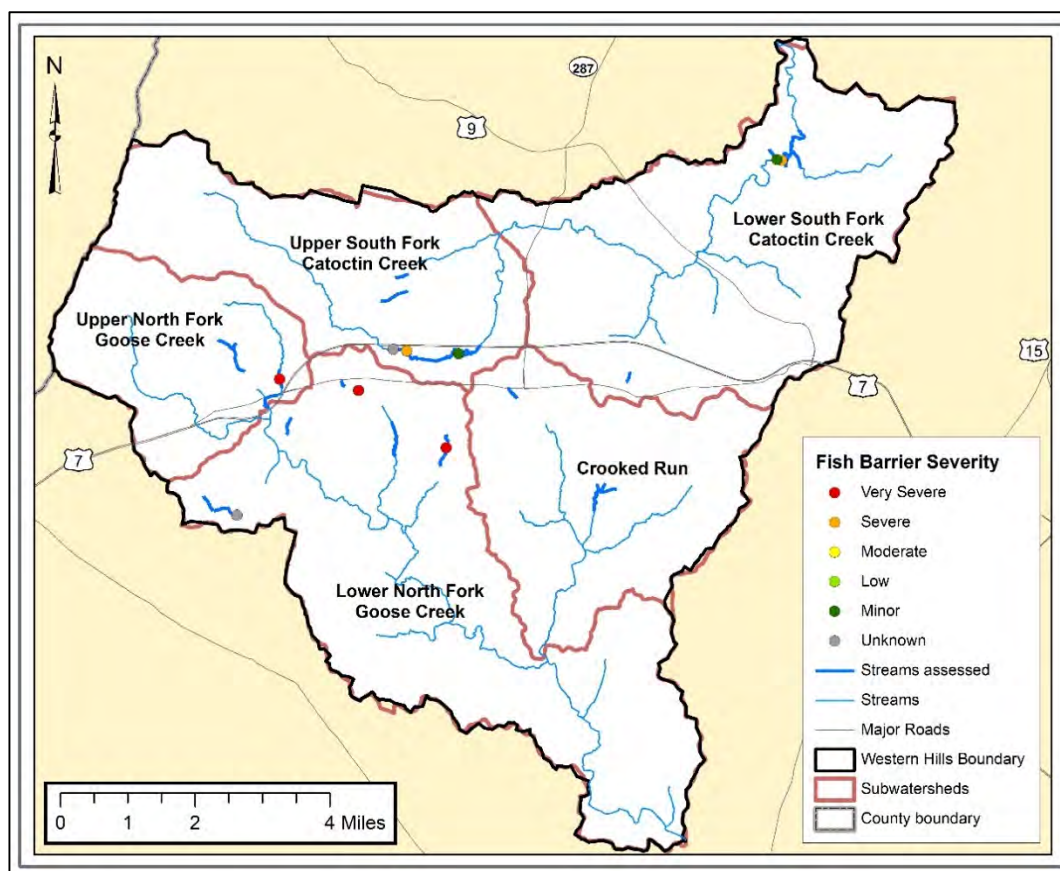 N
287
9
Lower South Fork
Catoctin Creek
Upper South Fork
Catoctin Creek
Upper North Fork
Goose Creek
15
7
7
Crooked Run
Lower North Fork
Goose Creek
Fish Barrier Severity
Very Severe
Severe
Moderate
Low
Minor
Unknown
Streams assessed
Streams
Major Roads
Western Hills Boundary
Subwatersheds
County boundary
0 1 2 4 Miles